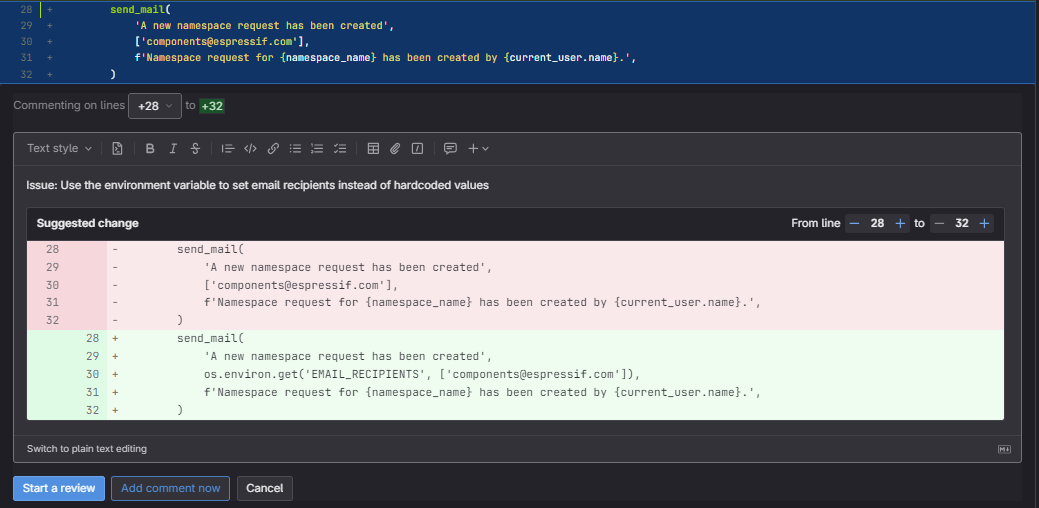 28 + send_mail(
29 + 'A new namespace request has been created',
30 + ['components@espressif.com'],
31 + f'Namespace request for {namespace_name} has been created by {current_user.name}.',
32 + )
Commenting on lines +28 to +32
Text style
Issue: Use the environment variable to set email recipients instead of hardcoded values
Suggested change From line − 28 + to − 32 +
28 - send_mail(
29 - 'A new namespace request has been created',
30 - ['components@espressif.com'],
31 - f'Namespace request for {namespace_name} has been created by {current_user.name}.',
32 - )
28 + send_mail(
29 + 'A new namespace request has been created',
30 + os.environ.get('EMAIL_RECIPIENTS', ['components@espressif.com']),
31 + f'Namespace request for {namespace_name} has been created by {current_user.name}.',
32 + )
Switch to plain text editing
Start a review Add comment now Cancel